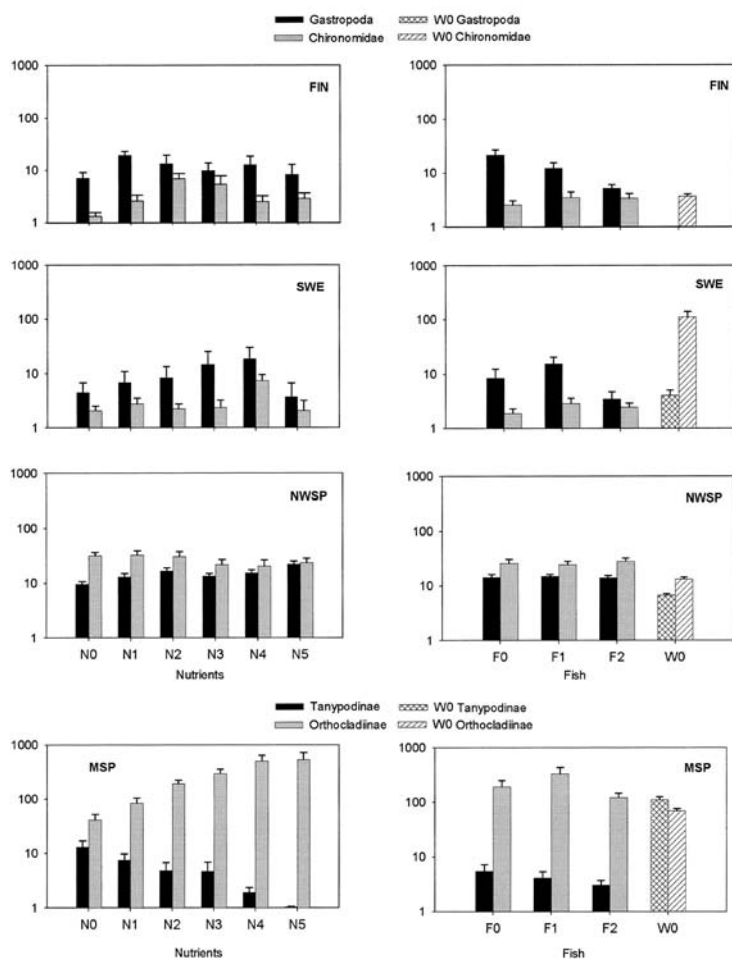 Gastropoda W0 Gastropoda
Chironomidae W0 Chironomidae
1000 FIN
100
10
1
1000 FIN
100
10
1
1000 SWE
100
10
1
1000 SWE
100
10
1
1000 NWSP
100
10
1
N0 N1 N2 N3 N4 N5
Nutrients
1000 NWSP
100
10
1
F0 F1 F2 W0
Fish
Tanypodinae W0 Tanypodinae
Orthocladiinae W0 Orthocladiinae
1000 MSP
100
10
1
N0 N1 N2 N3 N4 N5
Nutrients
1000 MSP
100
10
1
F0 F1 F2 W0
Fish